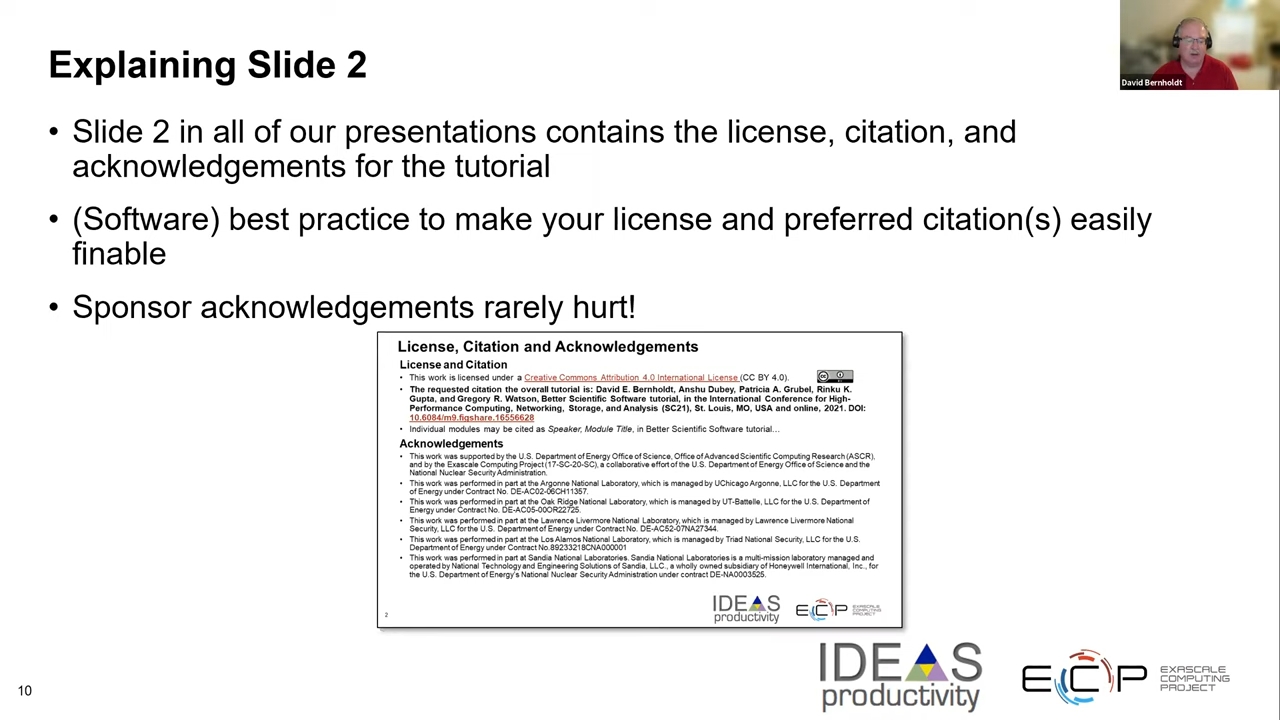 Explaining Slide 2
David Bernholdt
• Slide 2 in all of our presentations contains the license, citation, and
acknowledgements for the tutorial
• (Software) best practice to make your license and preferred citation(s) easily
finable
• Sponsor acknowledgements rarely hurt!
License, Citation and Acknowledgements
License and Citation
• This work is licensed under a Creative Commons Attribution 4.0 International License (CC BY 4.0).
• The requested citation the overall tutorial is: David E. Bernholdt, Anshu Dubey, Patricia A. Grubel, Rinku K.
Gupta, and Gregory R. Watson, Better Scientific Software tutorial, in the International Conference for High-
Performance Computing, Networking, Storage, and Analysis (SC21), St. Louis, MO, USA and online, 2021. DOI:
10.6084/m9.figshare.16556628
• Individual modules may be cited as Speaker, Module Title, in Better Scientific Software tutorial…
Acknowledgements
• This work was supported by the U.S. Department of Energy Office of Science, Office of Advanced Scientific Computing Research (ASCR),
and by the Exascale Computing Project (17-SC-20-SC), a collaborative effort of the U.S. Department of Energy Office of Science and the
National Nuclear Security Administration.
• This work was performed in part at the Argonne National Laboratory, which is managed by UChicago Argonne, LLC for the U.S. Department
of Energy under Contract No. DE-AC02-06CH11357.
• This work was performed in part at the Oak Ridge National Laboratory, which is managed by UT-Battelle, LLC for the U.S. Department of
Energy under Contract No. DE-AC05-00OR22725.
• This work was performed in part at the Lawrence Livermore National Laboratory, which is managed by Lawrence Livermore National
Security, LLC for the U.S. Department of Energy under Contract No. DE-AC52-07NA27344.
• This work was performed in part at the Los Alamos National Laboratory, which is managed by Triad National Security, LLC for the U.S.
Department of Energy under Contract No.89233218CNA000001
• This work was performed in part at Sandia National Laboratories. Sandia National Laboratories is a multi-mission laboratory managed and
operated by National Technology and Engineering Solutions of Sandia, LLC., a wholly owned subsidiary of Honeywell International, Inc., for
the U.S. Department of Energy's National Nuclear Security Administration under contract DE-NA0003525.
2
IDEAS
productivity
ECP
EXASCALE
COMPUTING
PROJECT
10
IDEAS
productivity
ECP
EXASCALE
COMPUTING
PROJECT